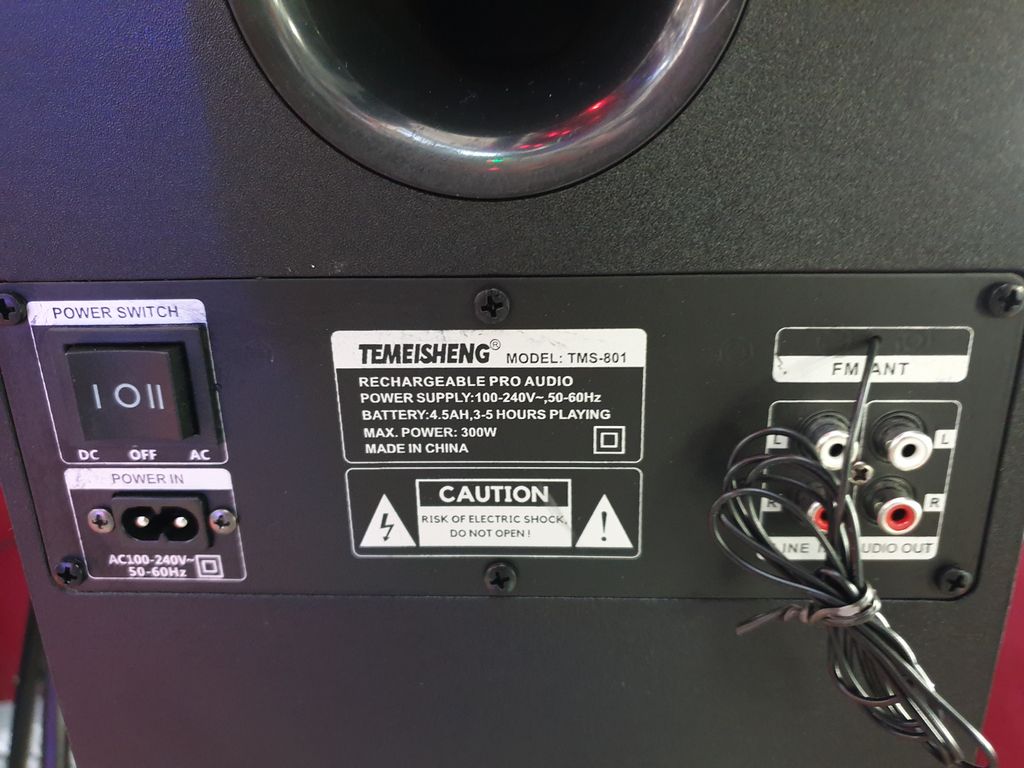 POWER SWITCH
I O II
DC OFF AC
POWER IN
AC100-240V~
50-60Hz
TEMEISHENG® MODEL: TMS-801
RECHARGEABLE PRO AUDIO
POWER SUPPLY:100-240V~,50-60Hz
BATTERY:4.5AH,3-5 HOURS PLAYING
MAX. POWER: 300W
MADE IN CHINA
CAUTION
RISK OF ELECTRIC SHOCK,
DO NOT OPEN !
FM ANT
L L
R R
AUDIO OUT